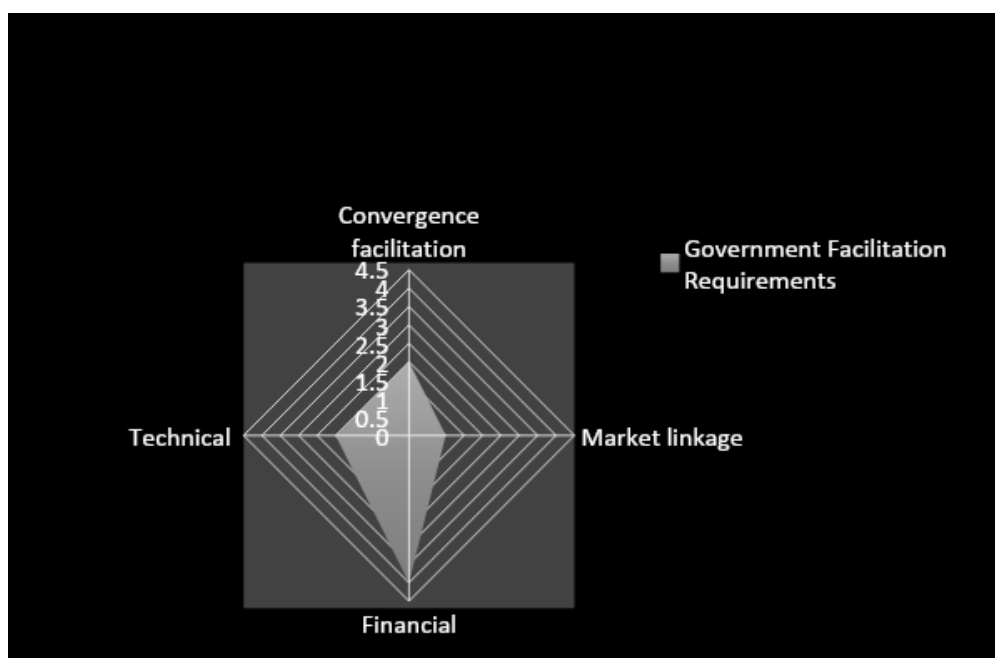 Convergence
facilitation
Government Facilitation
Requirements
4.5
4
3.5
3
2.5
2
1.5
1
0.5
0
Technical
Market linkage
Financial